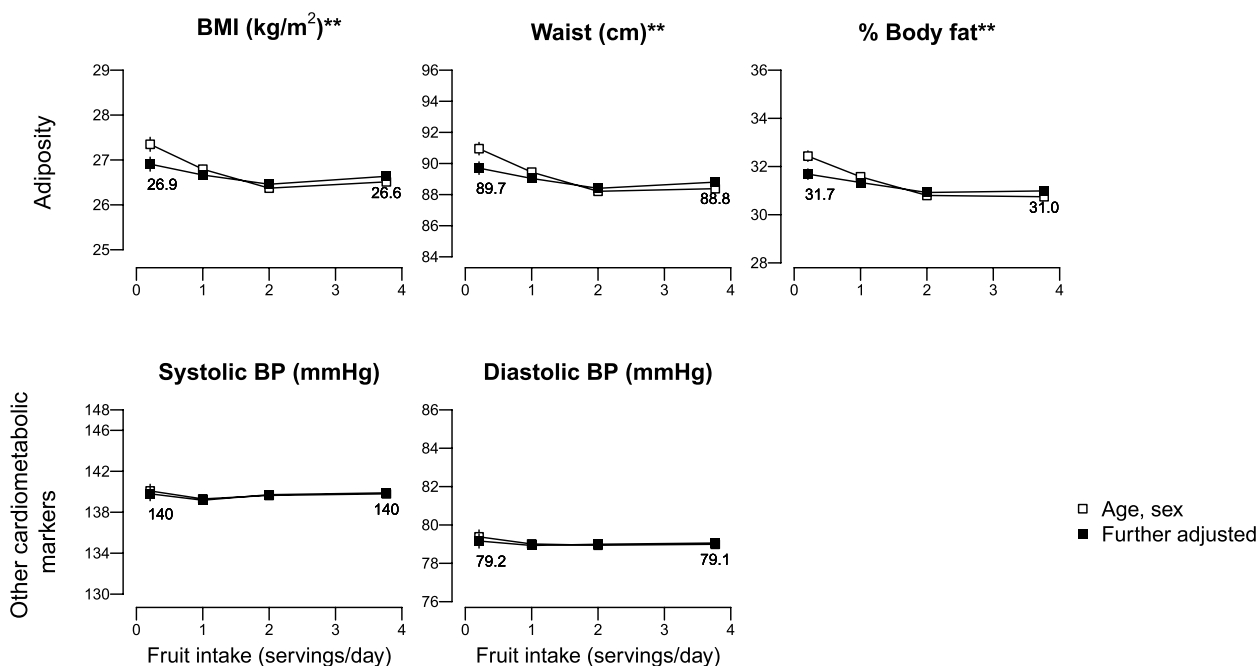 BMI (kg/m²)** Waist (cm)** % Body fat**
Adiposity
29 28 27 26 25
26.9 26.6
0 1 2 3 4
96 94 92 90 88 86 84
89.7 88.8
0 1 2 3 4
36 34 32 30 28
31.7 31.0
0 1 2 3 4
Systolic BP (mmHg) Diastolic BP (mmHg)
Other cardiometabolic
markers
148 146 142 138 134 130
140 140
0 1 2 3 4
Fruit intake (servings/day)
86 84 82 80 78 76
79.2 79.1
0 1 2 3 4
Fruit intake (servings/day)
Age, sex
Further adjusted